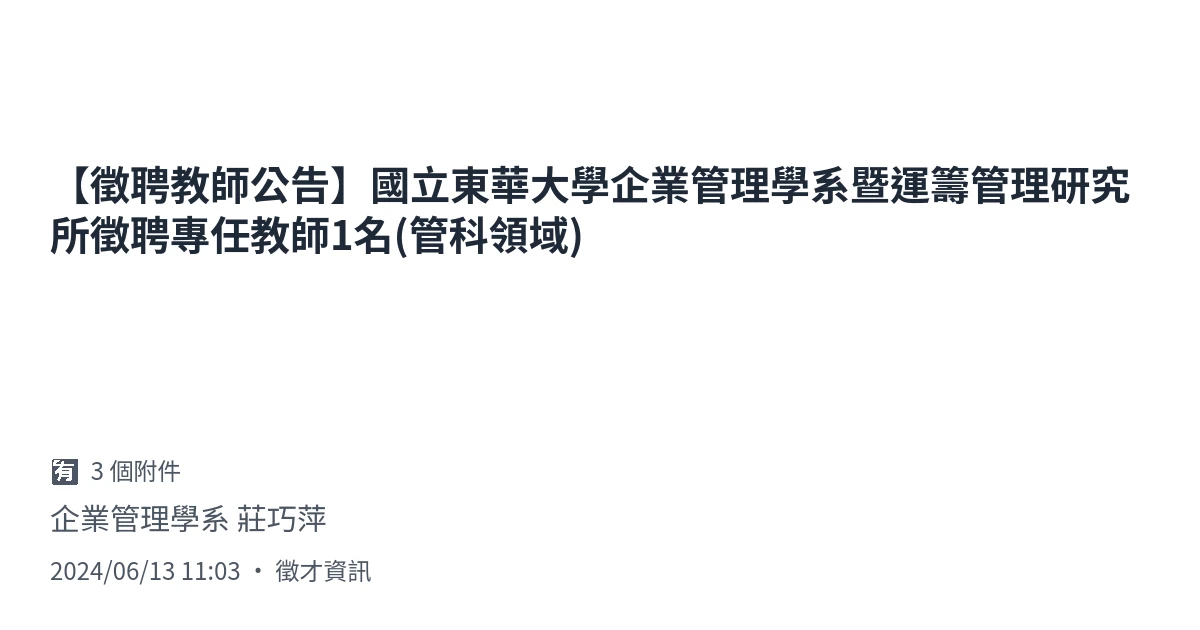 【徵聘教師公告】國立東華大學企業管理學系暨運籌管理研究
所徵聘專任教師1名(管科領域)
🈶 3 個附件
企業管理學系 莊巧萍
2024/06/13 11:03 ・ 徵才資訊